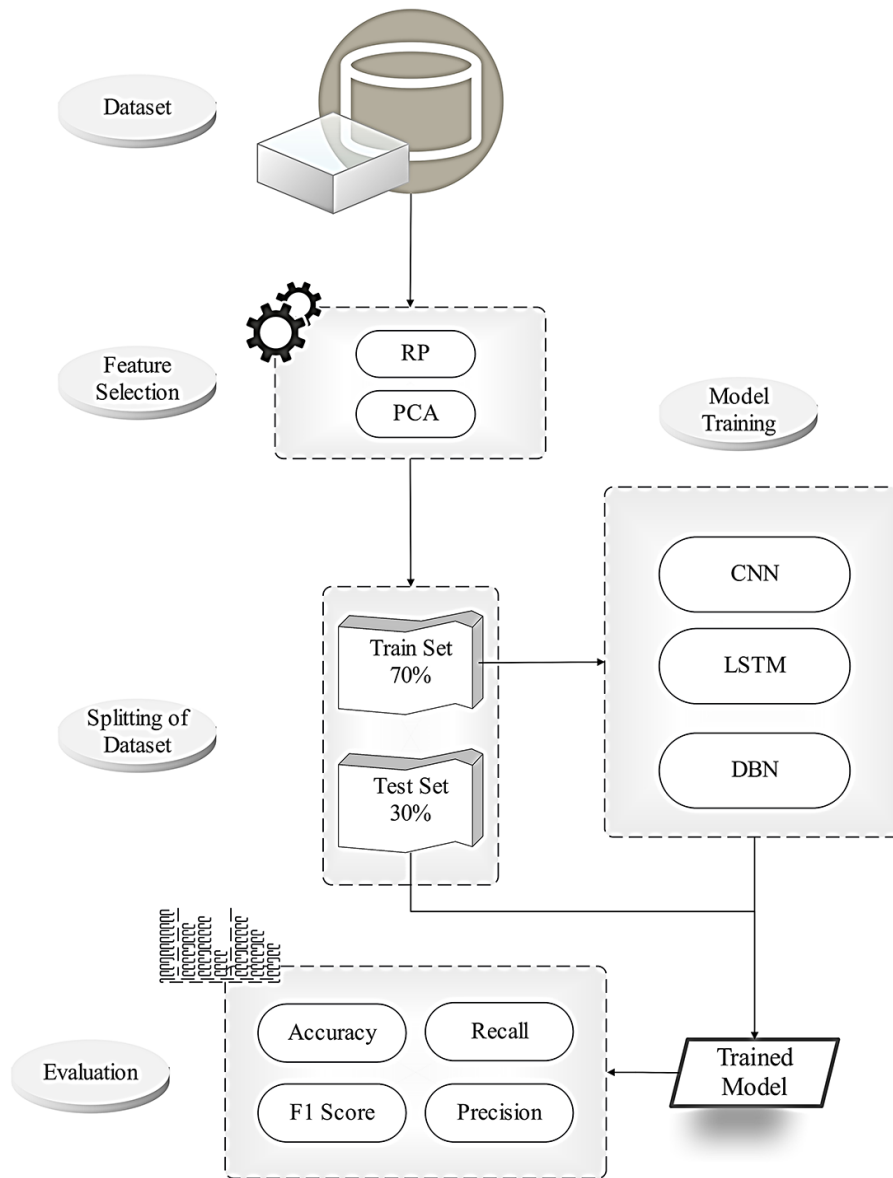 Dataset
Feature
Selection
RP
PCA
Model
Training
CNN
LSTM
DBN
Splitting of
Dataset
Train Set
70%
Test Set
30%
Evaluation
Accuracy
Recall
F1 Score
Precision
Trained
Model